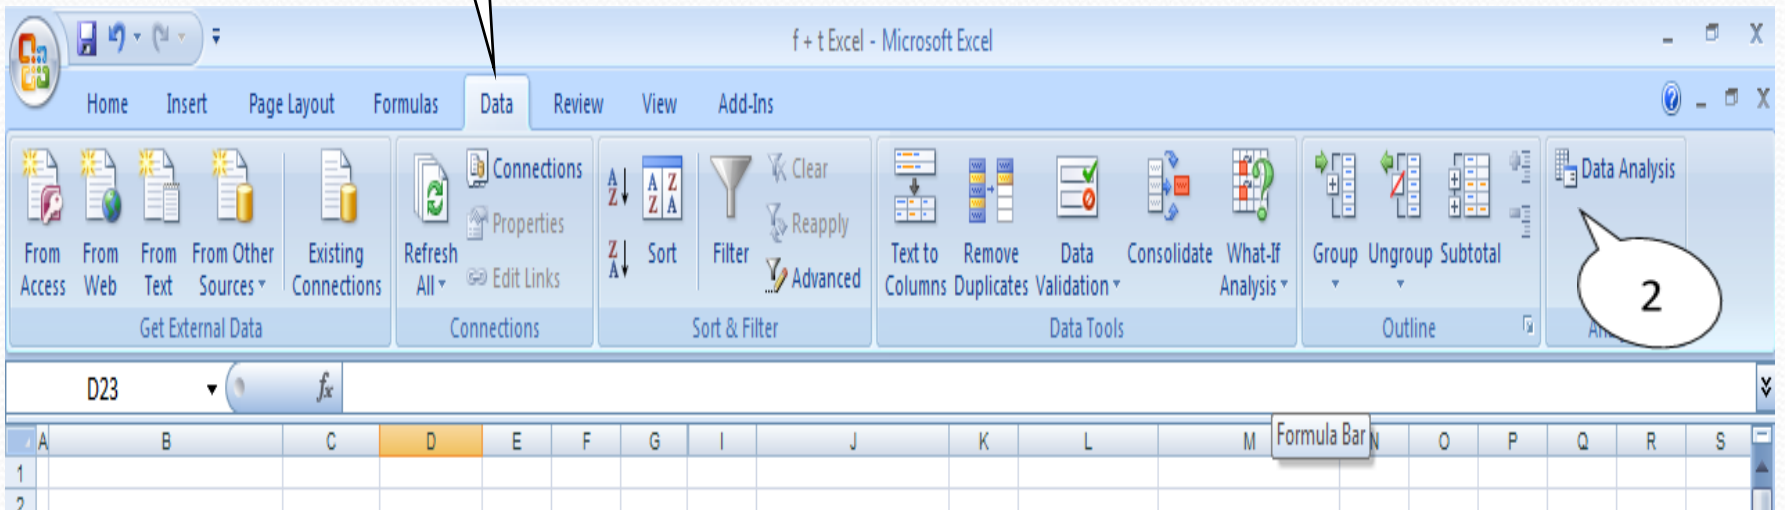 f + t Excel - Microsoft Excel
Home Insert Page Layout Formulas Data Review View Add-Ins
From Access
From Web
From Text
From Other Sources
Existing Connections
Get External Data
Refresh All
Connections
Properties
Edit Links
Connections
Sort
Filter
Clear
Reapply
Advanced
Sort & Filter
Text to Columns
Remove Duplicates
Data Validation
Consolidate
What-If Analysis
Data Tools
Group
Ungroup
Subtotal
Outline
Data Analysis
2
D23
fx
Formula Bar
A B C D E F G I J K L M N O P Q R S
1
2